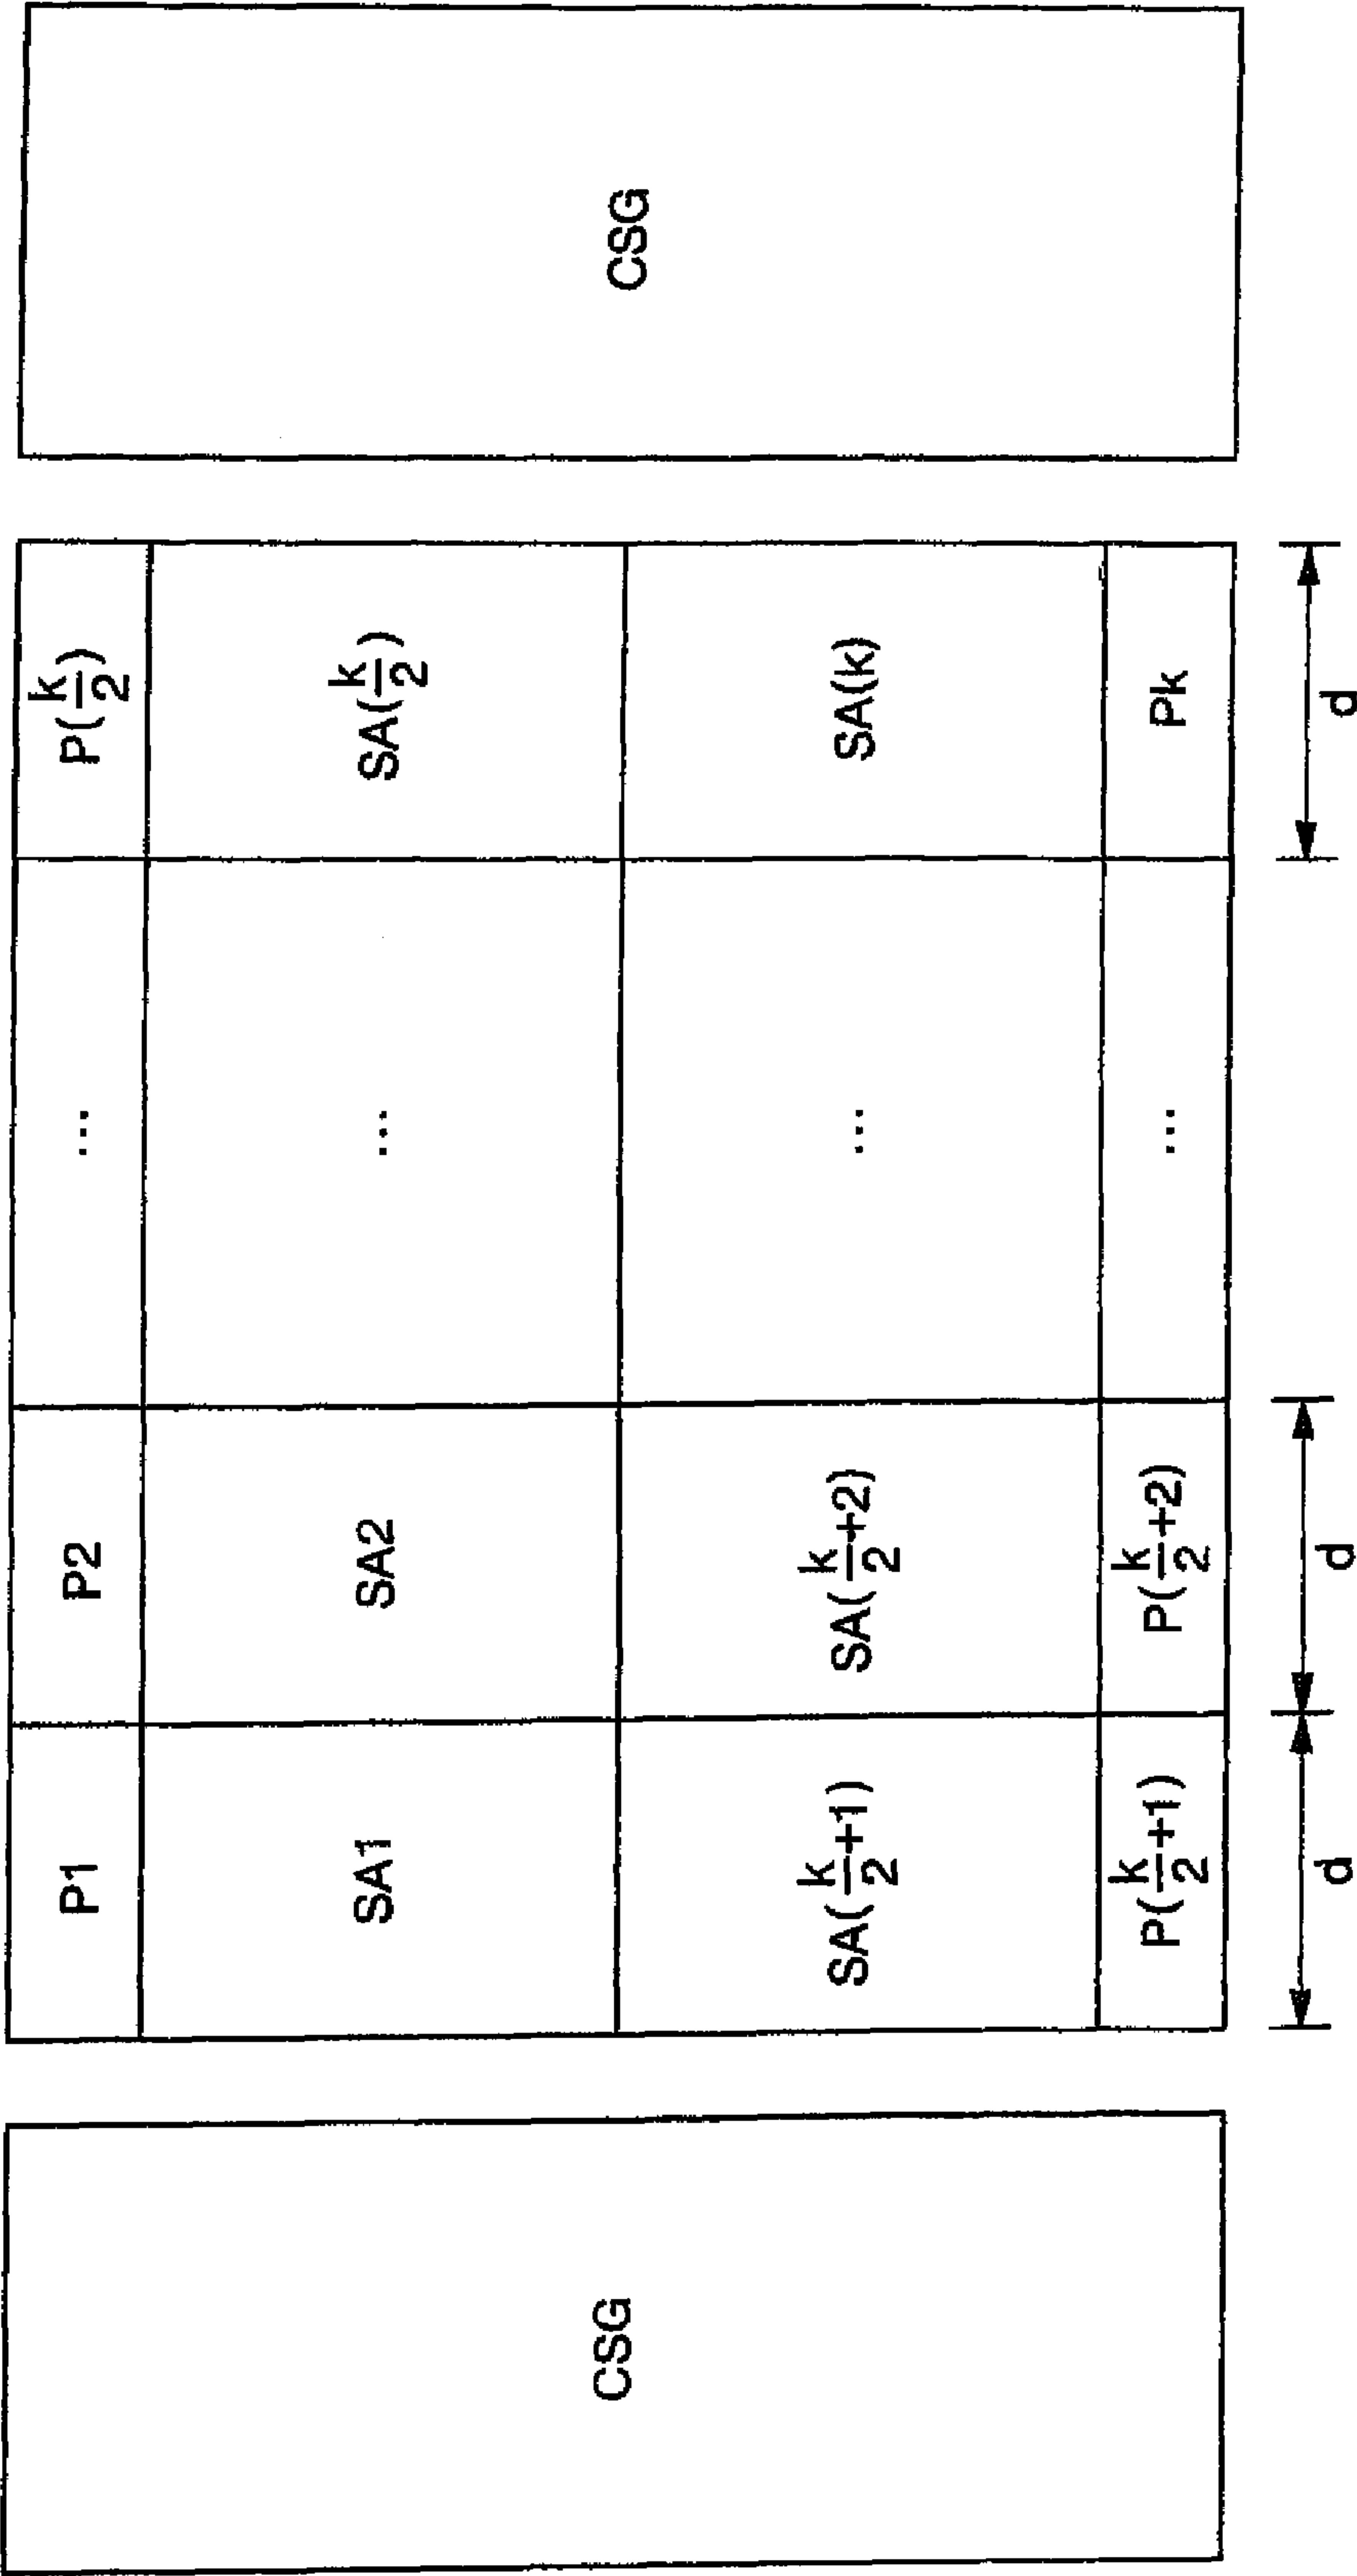 CSG
P1 P2 ... P(k/2)
SA1 SA2 ... SA(k/2)
SA(k/2+1) SA(k/2+2) ... SA(k)
P(k/2+1) P(k/2+2) ... Pk
d d d
CSG